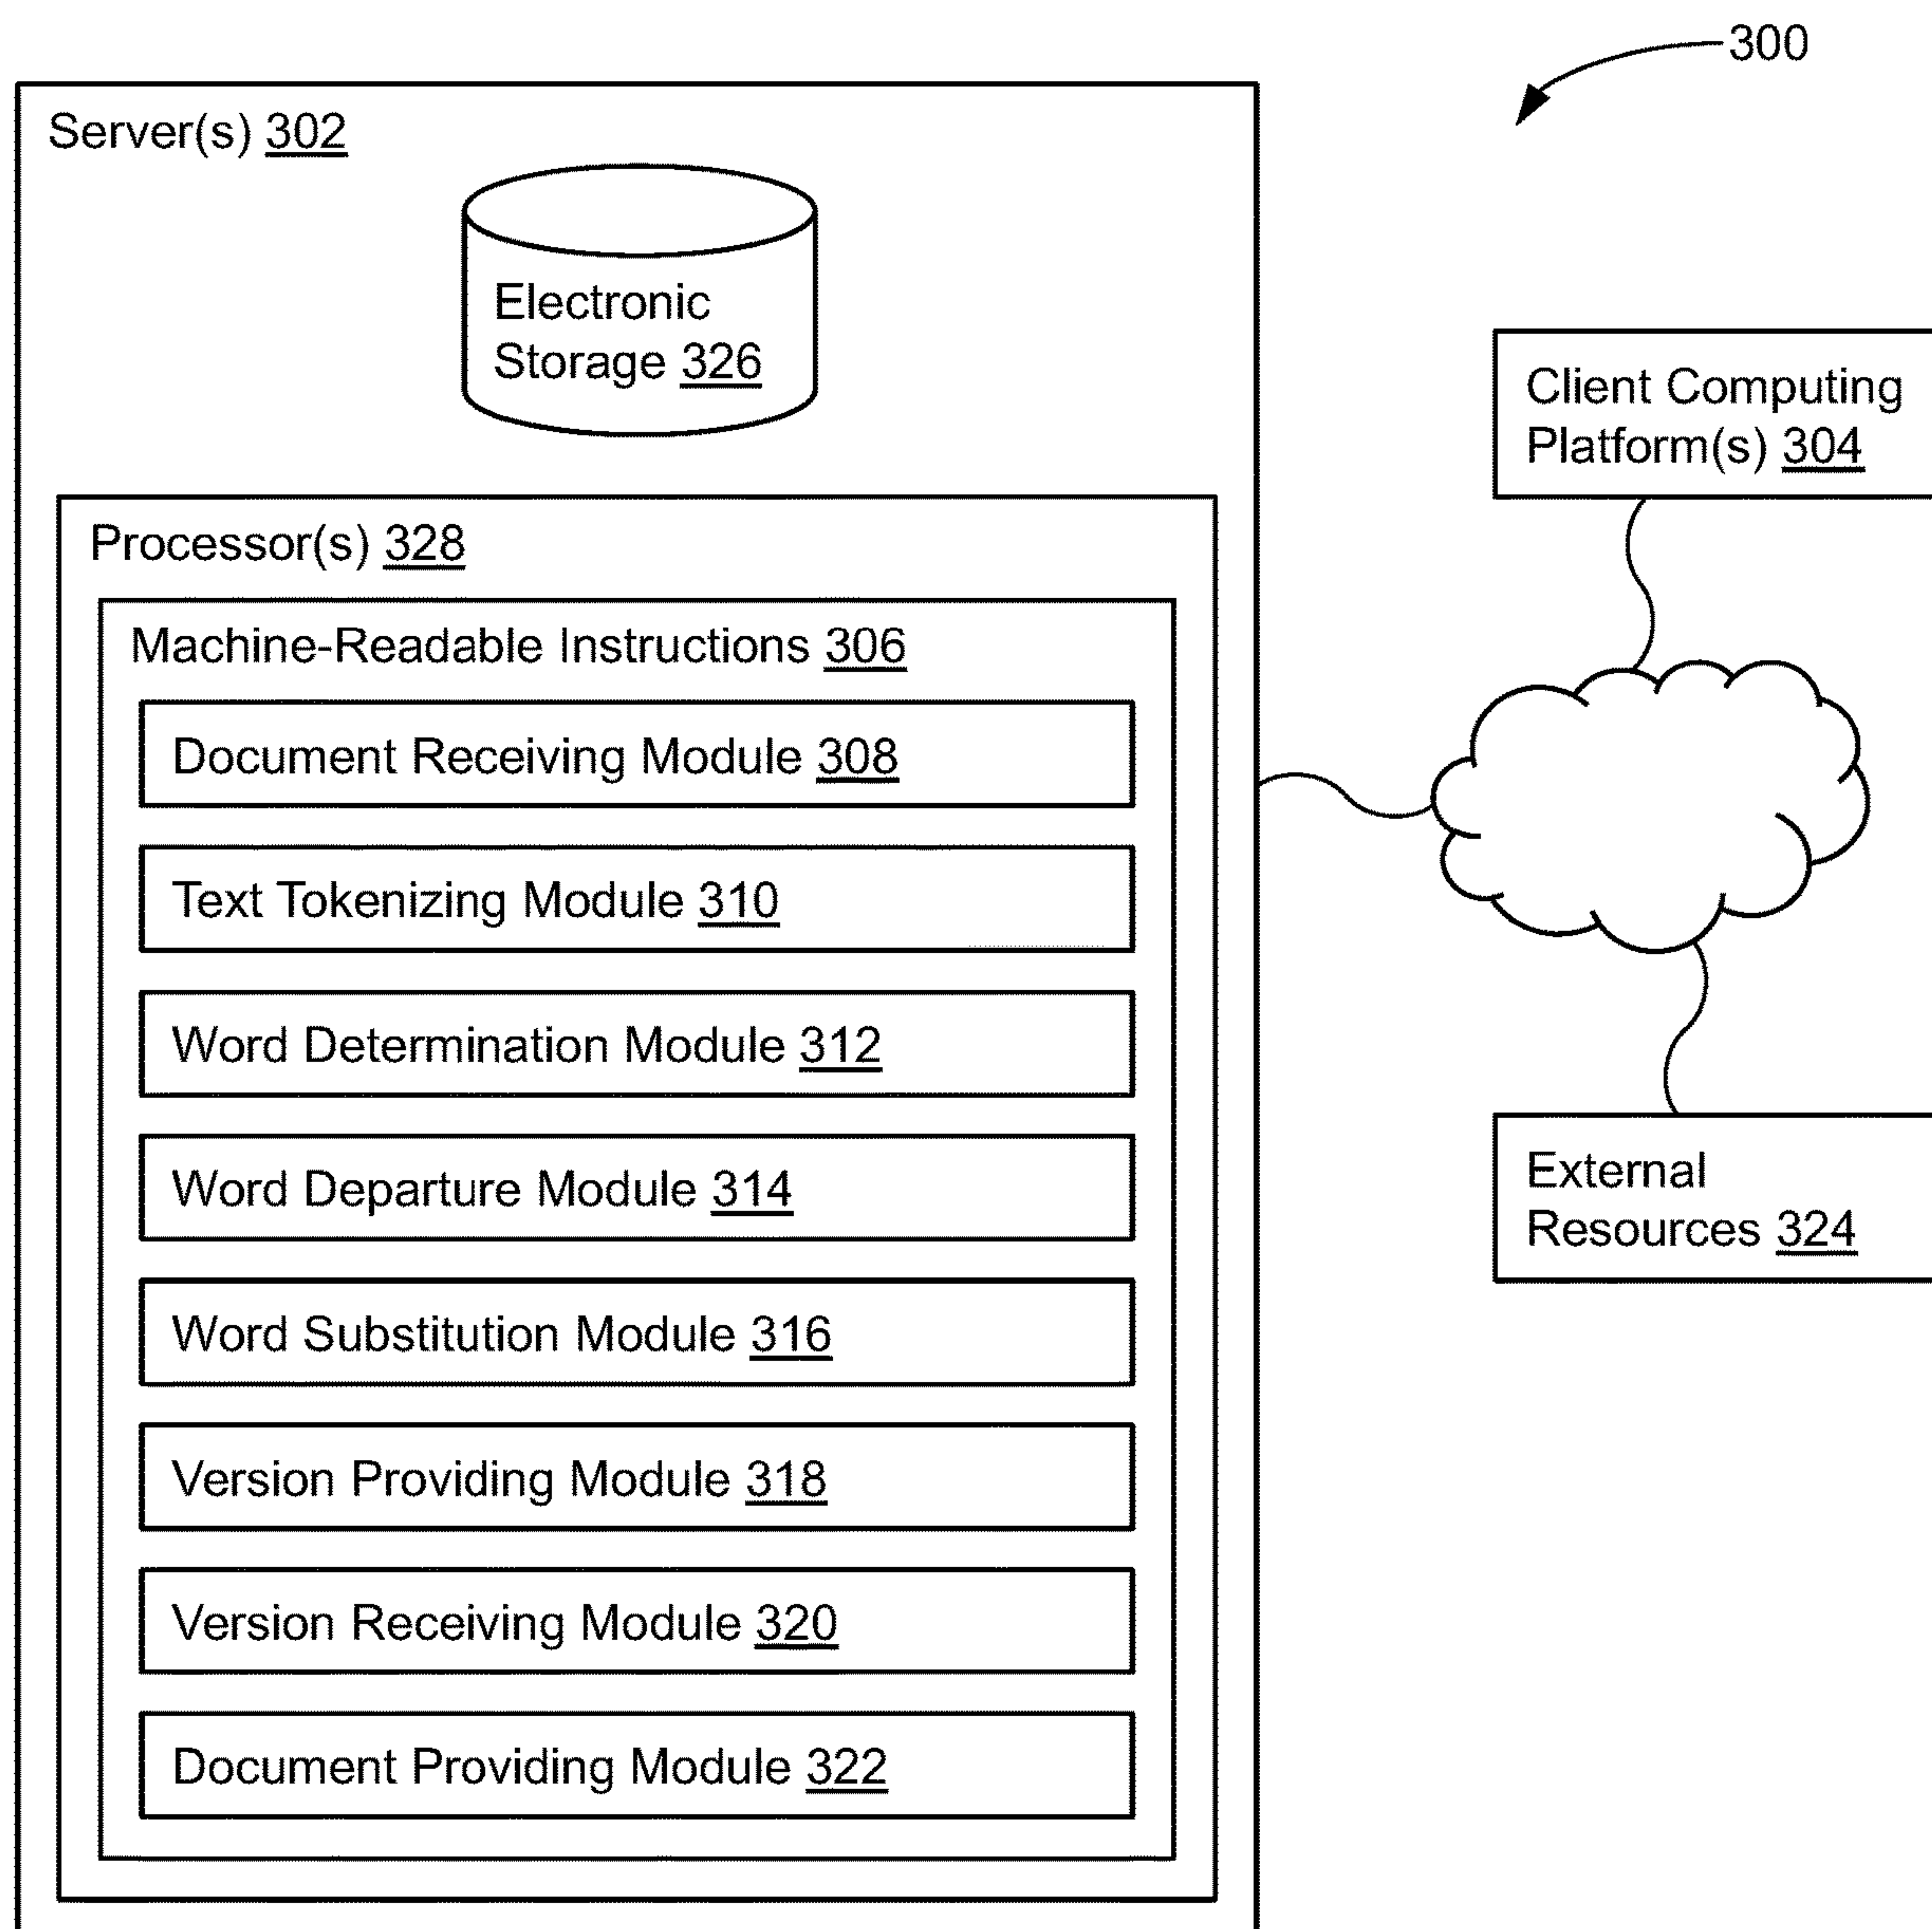 300
Server(s) 302
Electronic
Storage 326
Client Computing
Platform(s) 304
Processor(s) 328
Machine-Readable Instructions 306
Document Receiving Module 308
Text Tokenizing Module 310
Word Determination Module 312
Word Departure Module 314
External
Resources 324
Word Substitution Module 316
Version Providing Module 318
Version Receiving Module 320
Document Providing Module 322